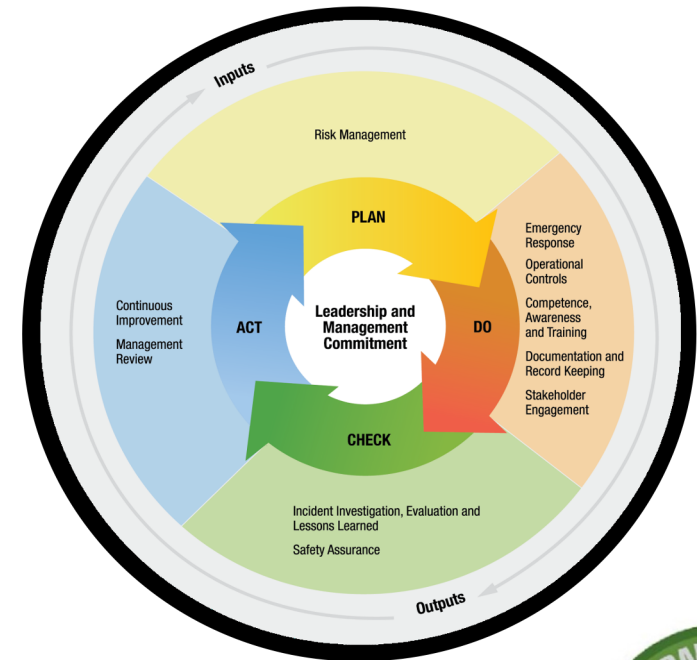 Inputs
Risk Management
PLAN
Emergency
Response
Operational
Controls
Competence,
Awareness
and Training
Documentation and
Record Keeping
Stakeholder
Engagement
DO
Leadership and
Management
Commitment
ACT
Continuous
Improvement
Management
Review
CHECK
Incident Investigation, Evaluation and
Lessons Learned
Safety Assurance
Outputs